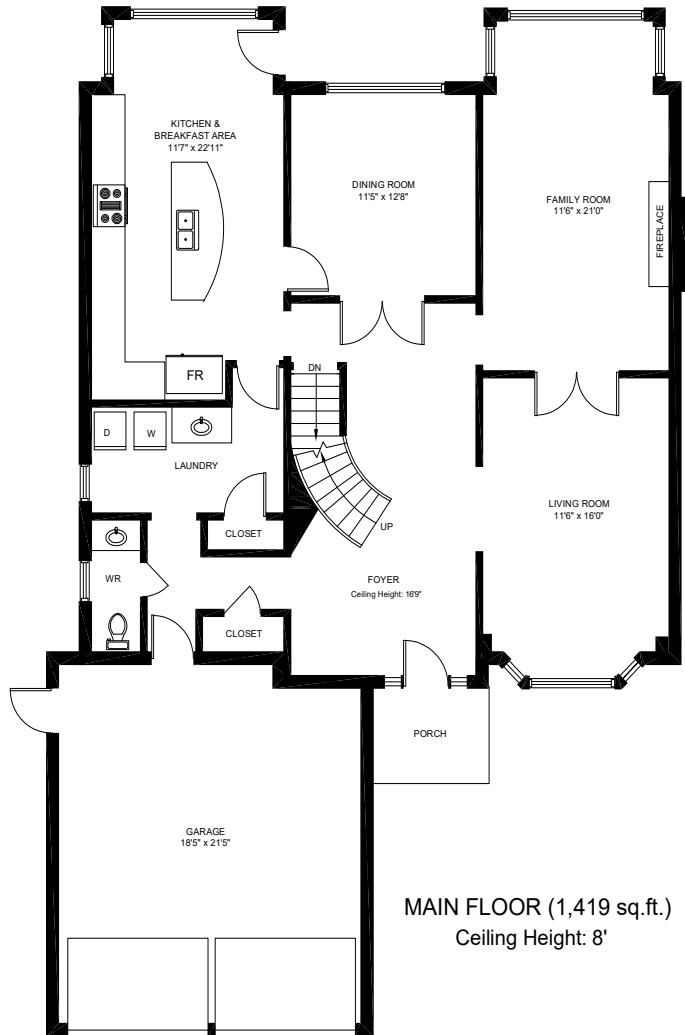 KITCHEN &
BREAKFAST AREA
11'7" x 22'11"
DINING ROOM
11'5" x 12'8"
FAMILY ROOM
11'6" x 21'0"
FIREPLACE
FR
DN
D
W
LAUNDRY
CLOSET
UP
LIVING ROOM
11'6" x 16'0"
WR
FOYER
Ceiling Height: 16'9"
CLOSET
PORCH
GARAGE
18'5" x 21'5"
MAIN FLOOR (1,419 sq.ft.)
Ceiling Height: 8'